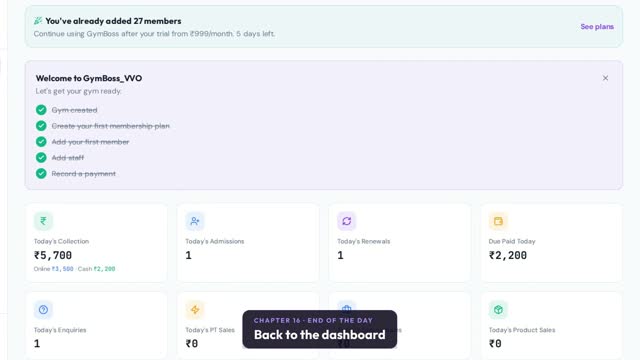 You've already added 27 members
Continue using GymBoss after your trial from ₹999/month. 5 days left.
See plans
Welcome to GymBoss_VVO
Let's get your gym ready.
Gym created
Create your first membership plan
Add your first member
Add staff
Record a payment
Today's Collection
₹5,700
Online ₹3,500 Cash ₹2,200
Today's Admissions
1
Today's Renewals
1
Due Paid Today
₹2,200
Today's Enquiries
1
Today's PT Sales
₹0
Today's Product Sales
₹0
CHAPTER 16 · END OF THE DAY
Back to the dashboard